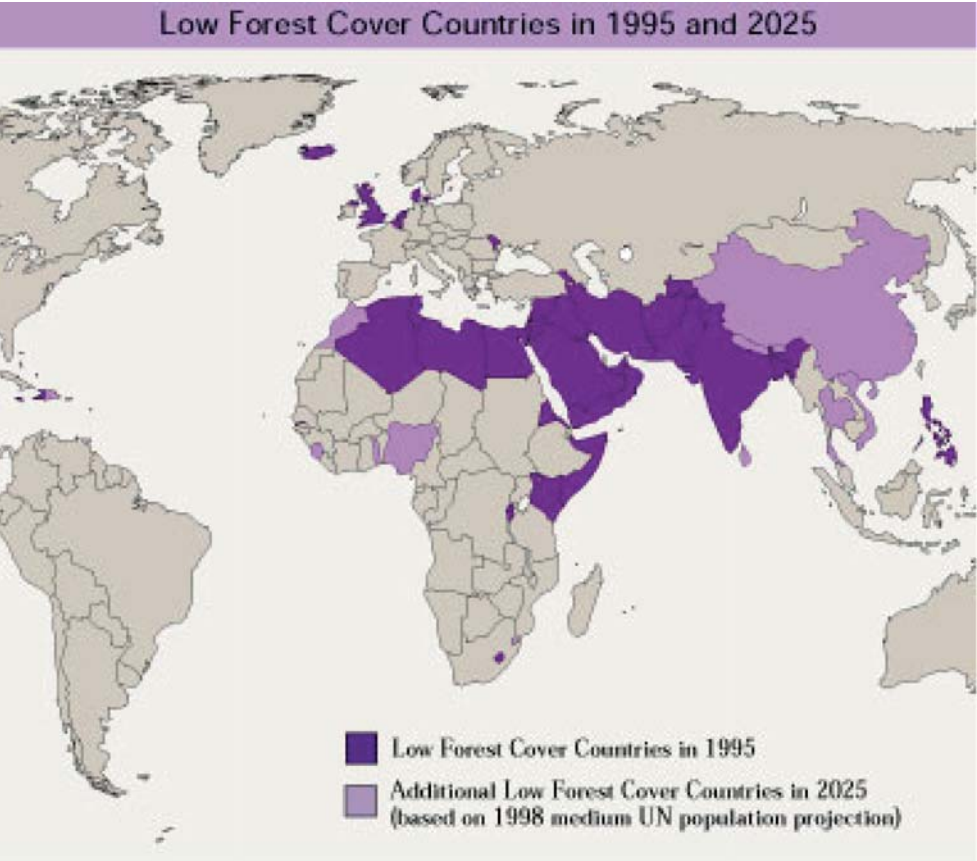 Low Forest Cover Countries in 1995 and 2025
Low Forest Cover Countries in 1995
Additional Low Forest Cover Countries in 2025
(based on 1998 medium UN population projection)